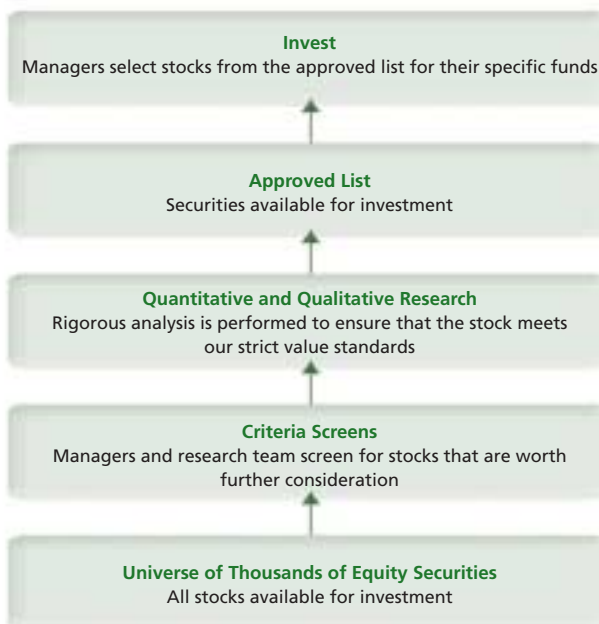 Invest
Managers select stocks from the approved list for their specific funds
Approved List
Securities available for investment
Quantitative and Qualitative Research
Rigorous analysis is performed to ensure that the stock meets
our strict value standards
Criteria Screens
Managers and research team screen for stocks that are worth
further consideration
Universe of Thousands of Equity Securities
All stocks available for investment